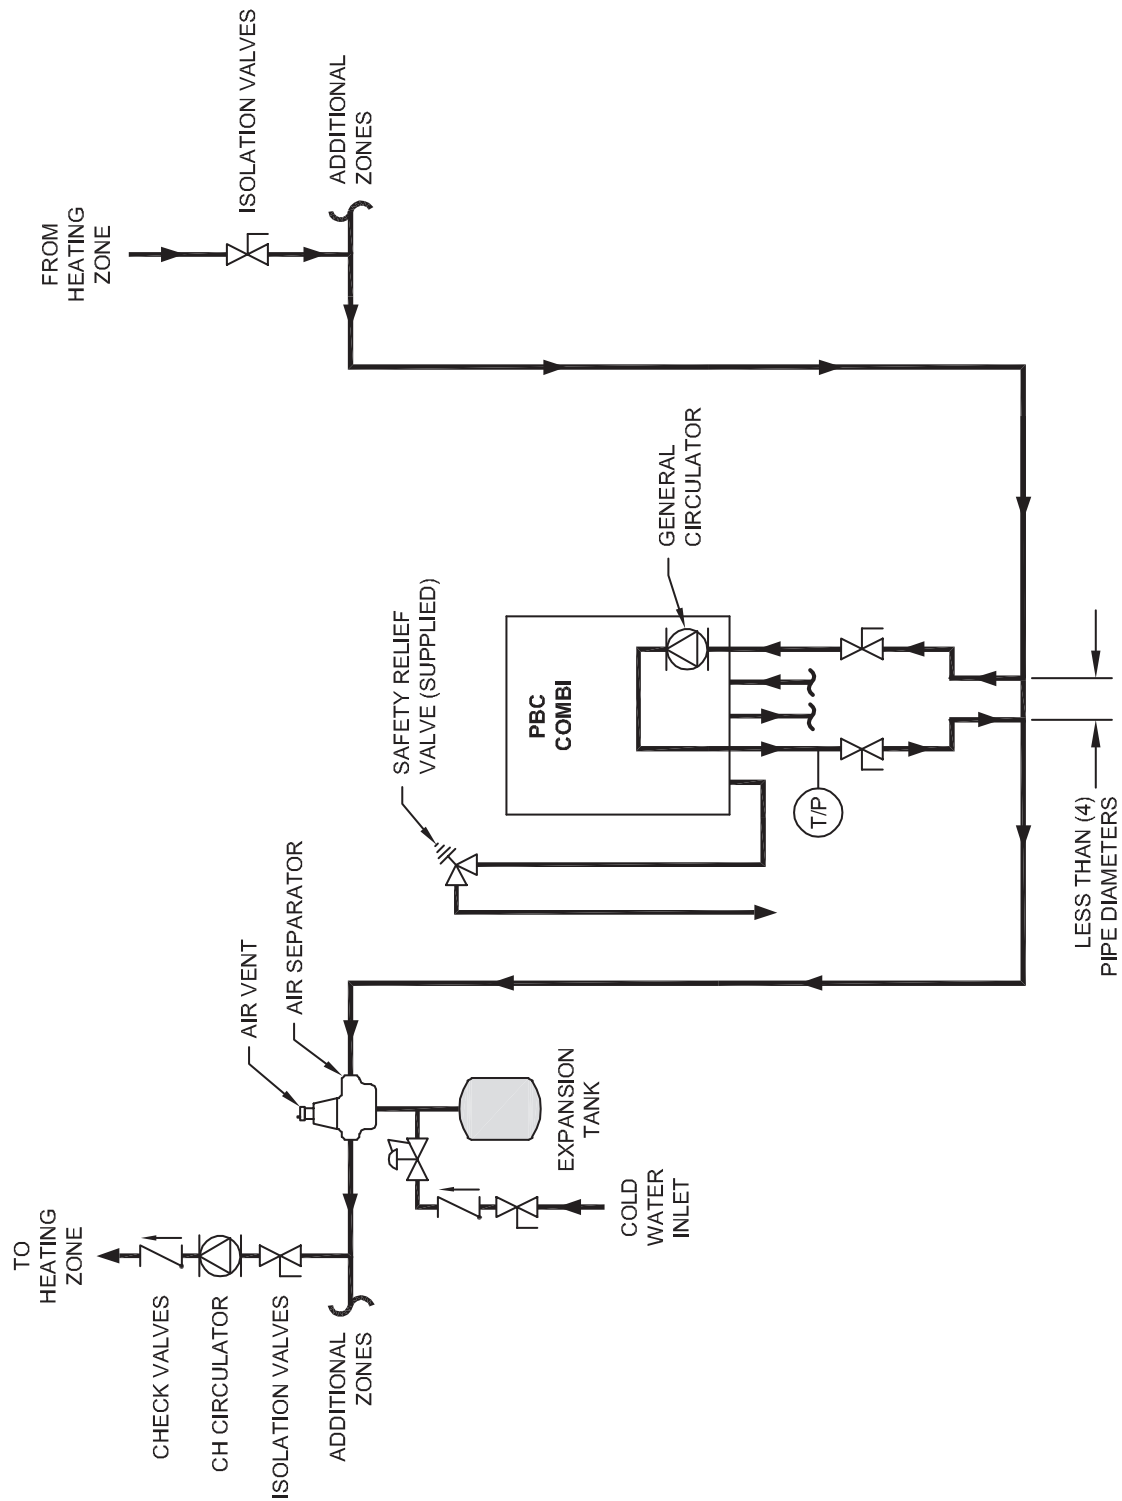 TO
HEATING
ZONE
CHECK VALVES
CH CIRCULATOR
ISOLATION VALVES
ADDITIONAL
ZONES
AIR VENT
AIR SEPARATOR
EXPANSION
TANK
COLD
WATER
INLET
SAFETY RELIEF
VALVE (SUPPLIED)
PBC
COMBI
GENERAL
CIRCULATOR
T/P
LESS THAN (4)
PIPE DIAMETERS
FROM
HEATING
ZONE
ISOLATION VALVES
ADDITIONAL
ZONES